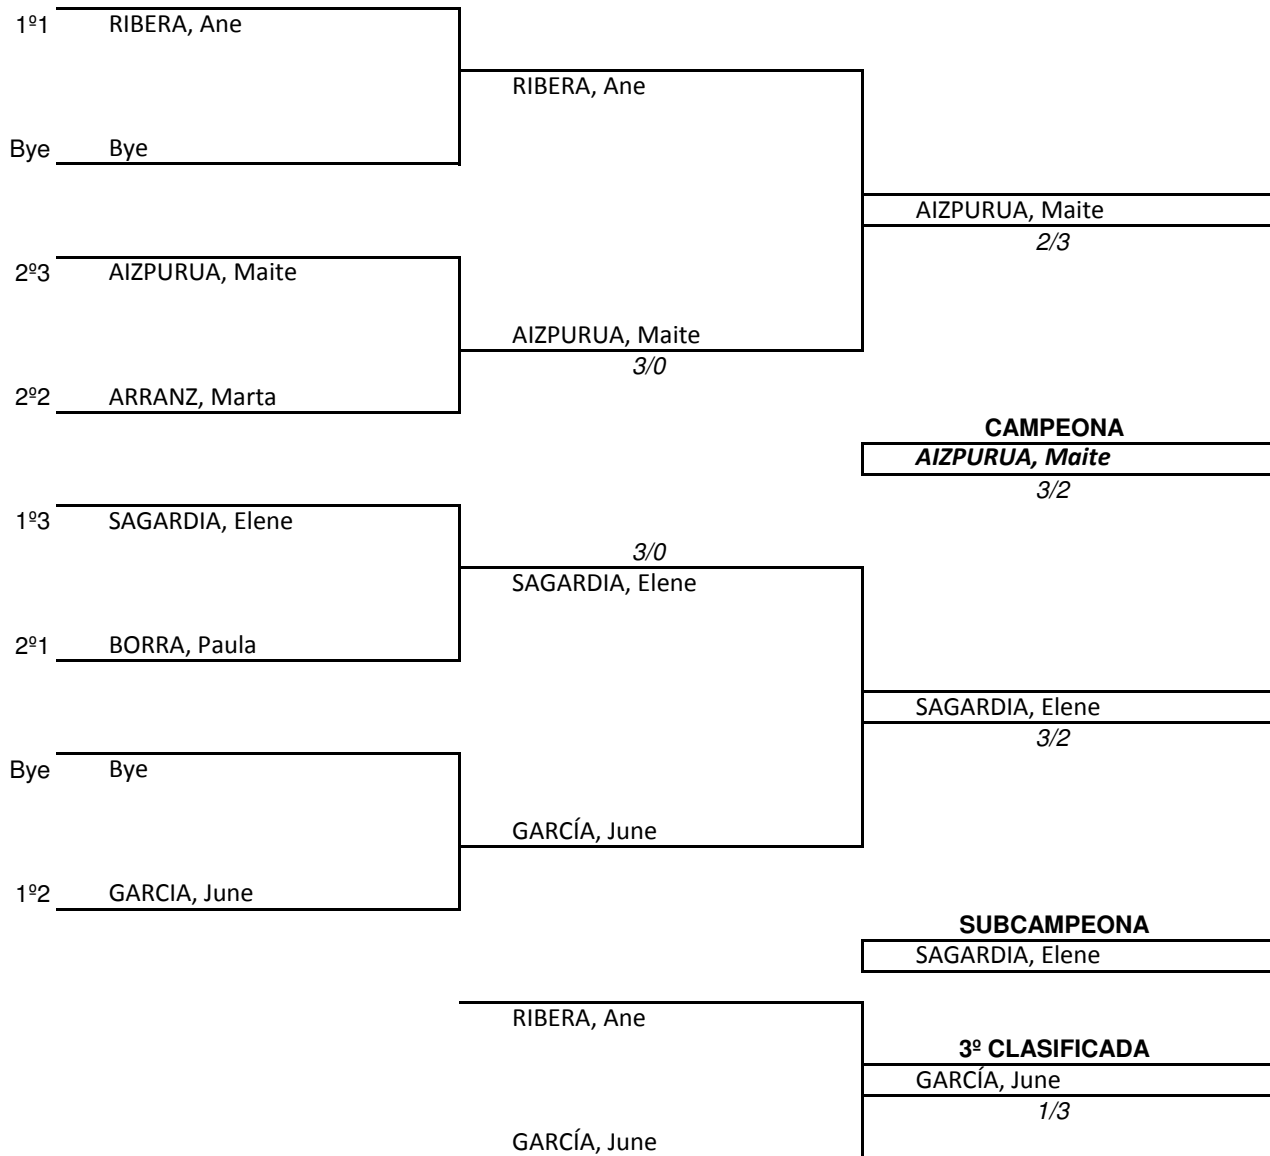 1º1 RIBERA, Ane
RIBERA, Ane
Bye Bye
AIZPURUA, Maite
2/3
2º3 AIZPURUA, Maite
AIZPURUA, Maite
3/0
2º2 ARRANZ, Marta
CAMPEONA
AIZPURUA, Maite
3/2
1º3 SAGARDIA, Elene
3/0
SAGARDIA, Elene
2º1 BORRA, Paula
SAGARDIA, Elene
3/2
Bye Bye
GARCÍA, June
1º2 GARCIA, June
SUBCAMPEONA
SAGARDIA, Elene
RIBERA, Ane
3º CLASIFICADA
GARCÍA, June
1/3
GARCÍA, June